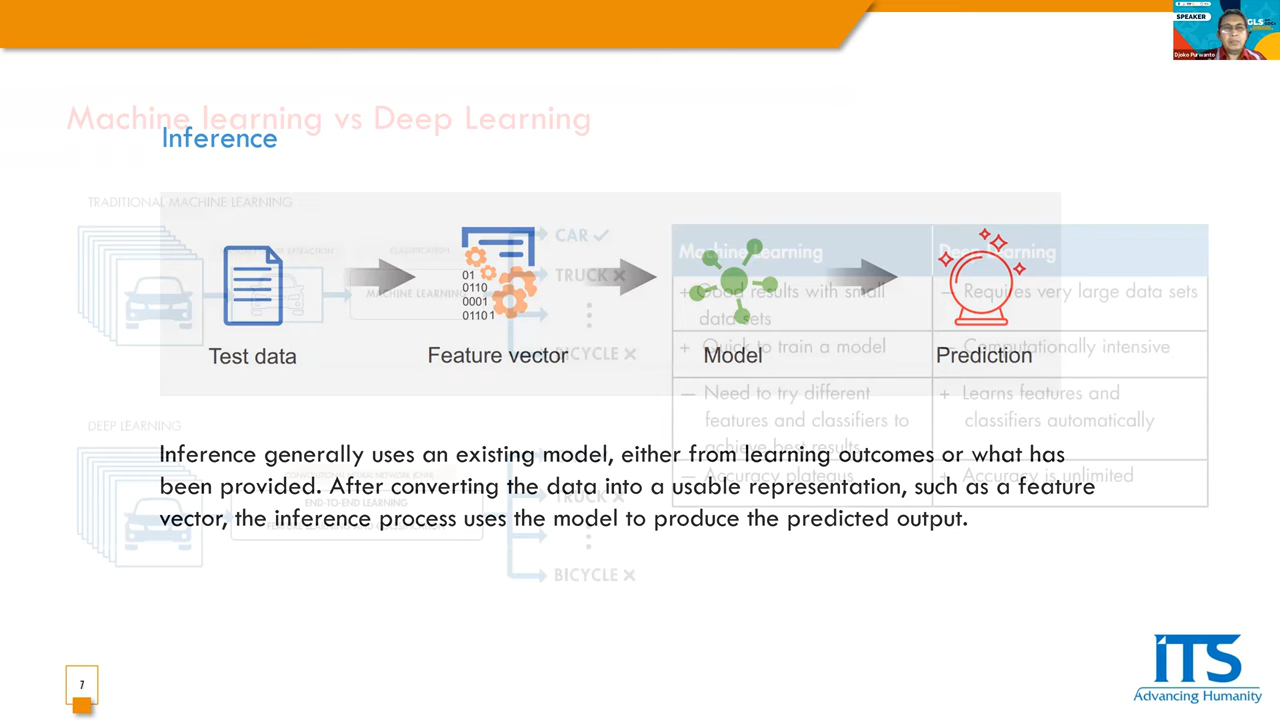 SPEAKER
GLS
Djoko Purwanto
Machine learning vs Deep Learning
Inference
TRADITIONAL MACHINE LEARNING
CAR ✓
TRUCK ×
BICYCLE ×
MACHINE LEARNING
01
0110
0001
01101
Test data
Feature vector
Model
Prediction
Machine Learning
Deep Learning
+ Good results with small
data sets
— Requires very large data sets
+ Quick to train a model
— Computationally intensive
— Need to try different
features and classifiers to
achieve best results
+ Learns features and
classifiers automatically
— Accuracy plateaus
+ Accuracy is unlimited
DEEP LEARNING
Inference generally uses an existing model, either from learning outcomes or what has
been provided. After converting the data into a usable representation, such as a feature
vector, the inference process uses the model to produce the predicted output.
END-TO-END LEARNING
TRUCK ×
BICYCLE ×
7
ITS
Advancing Humanity